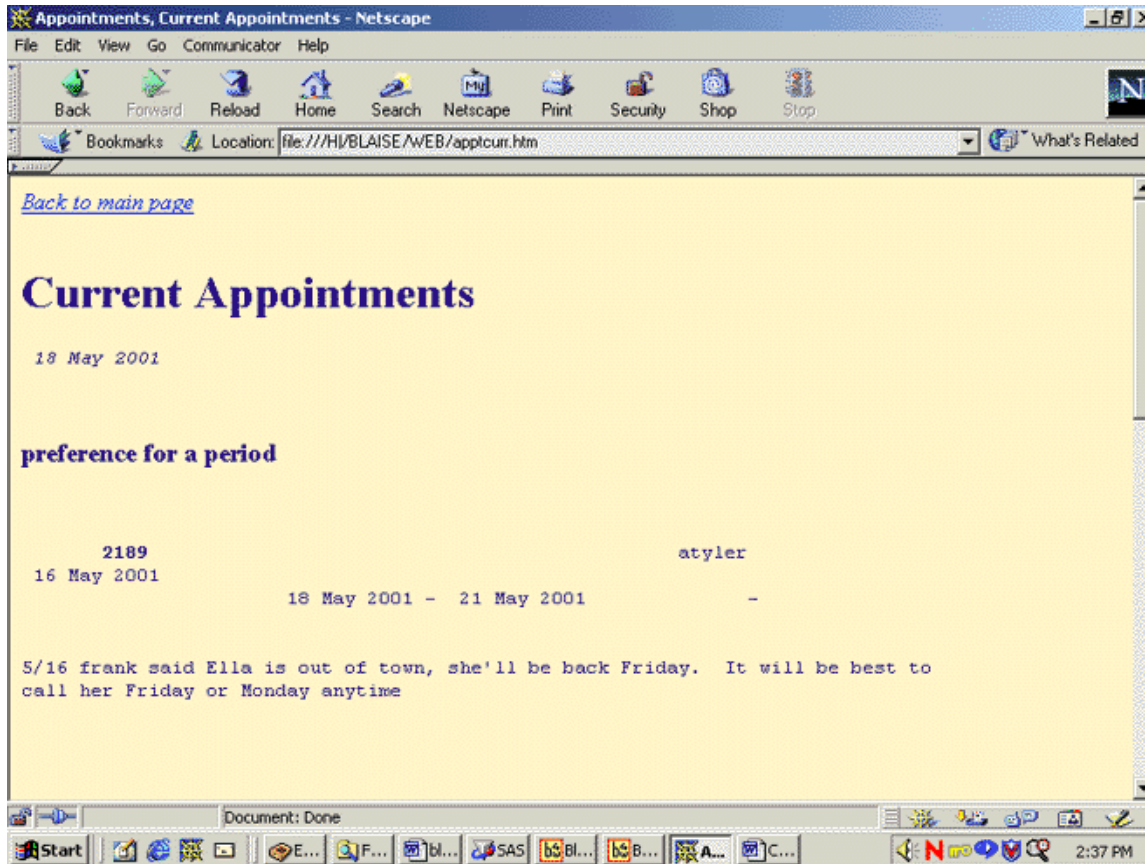 Appointments, Current Appointments - Netscape
File Edit View Go Communicator Help
My
N
Back Forward Reload Home Search Netscape Print Security Shop Stop
Bookmarks Location: file:///H|/BLAISE/WEB/apptcurr.htm What's Related
Back to main page
Current Appointments
18 May 2001
preference for a period
2189 atyler
16 May 2001
18 May 2001 - 21 May 2001 -
5/16 frank said Ella is out of town, she'll be back Friday. It will be best to
call her Friday or Monday anytime
Document: Done
Start E... F... bl... SAS Bl... B... A... C... N 2:37 PM